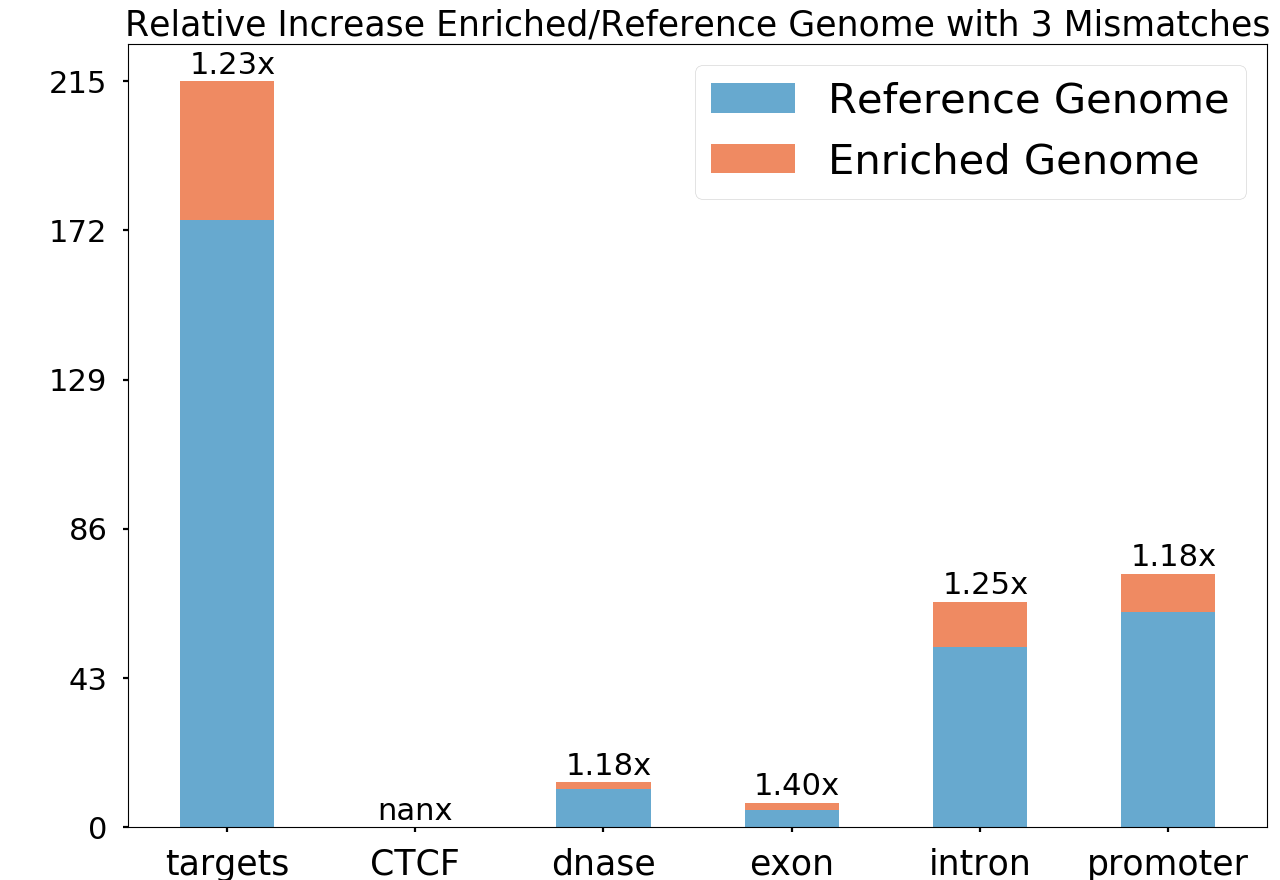 Relative Increase Enriched/Reference Genome with 3 Mismatches
Reference Genome
Enriched Genome
215
172
129
86
43
0
1.23x
nanx
1.18x
1.40x
1.25x
1.18x
targets
CTCF
dnase
exon
intron
promoter